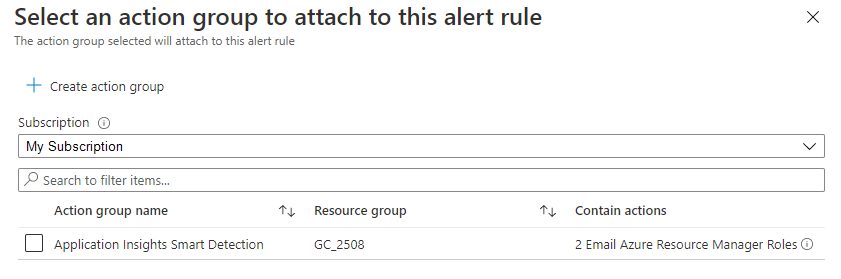 Select an action group to attach to this alert rule
The action group selected will attach to this alert rule
Create action group
Subscription
My Subscription
Search to filter items...
Action group name Resource group Contain actions
Application Insights Smart Detection GC_2508 2 Email Azure Resource Manager Roles